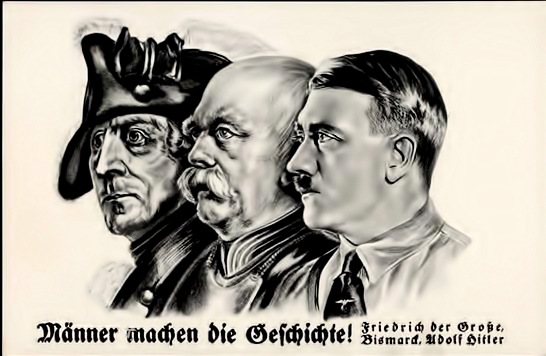 Männer machen die Geschichte!
Friedrich der Große,
Bismarck, Adolf Hitler